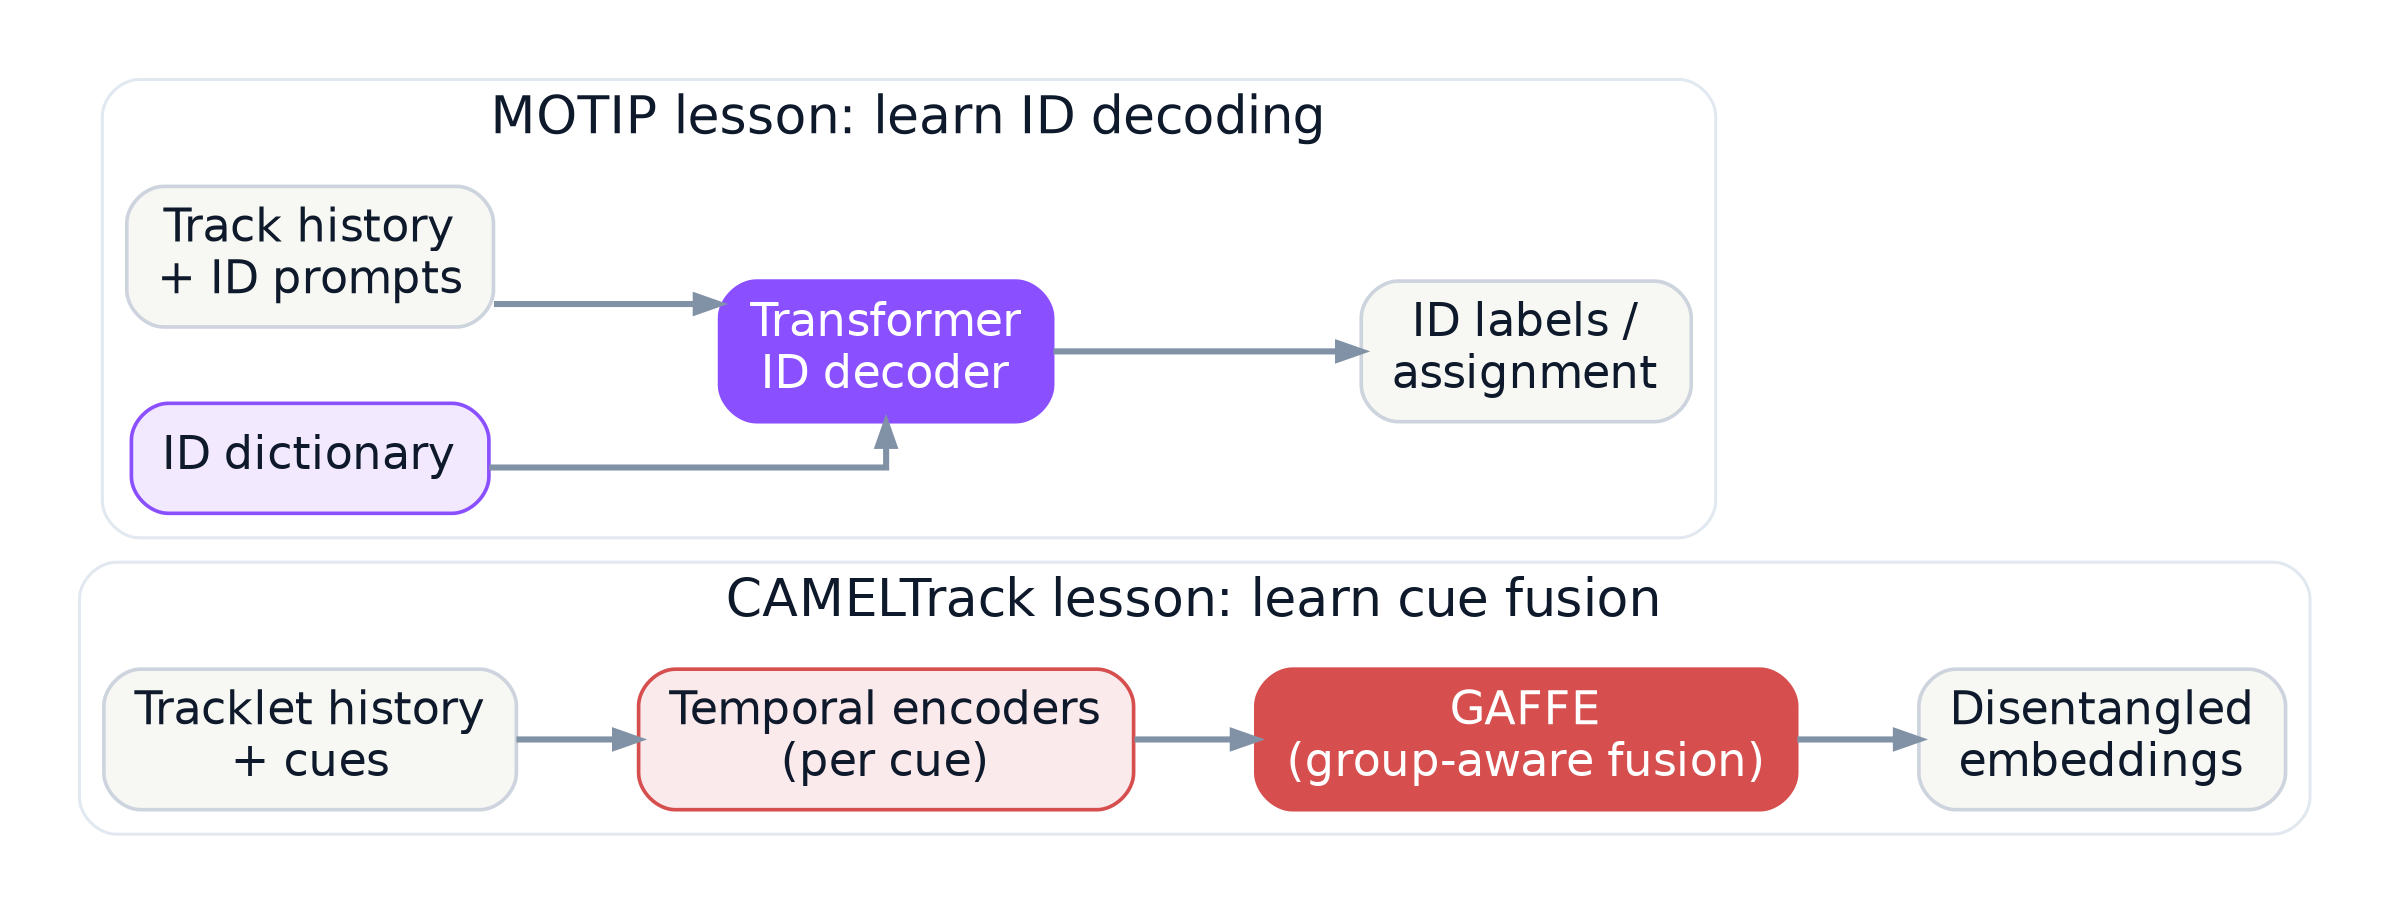 MOTIP lesson: learn ID decoding
Track history
+ ID prompts
Transformer
ID decoder
ID labels /
assignment
ID dictionary
CAMELTrack lesson: learn cue fusion
Tracklet history
+ cues
Temporal encoders
(per cue)
GAFFE
(group-aware fusion)
Disentangled
embeddings